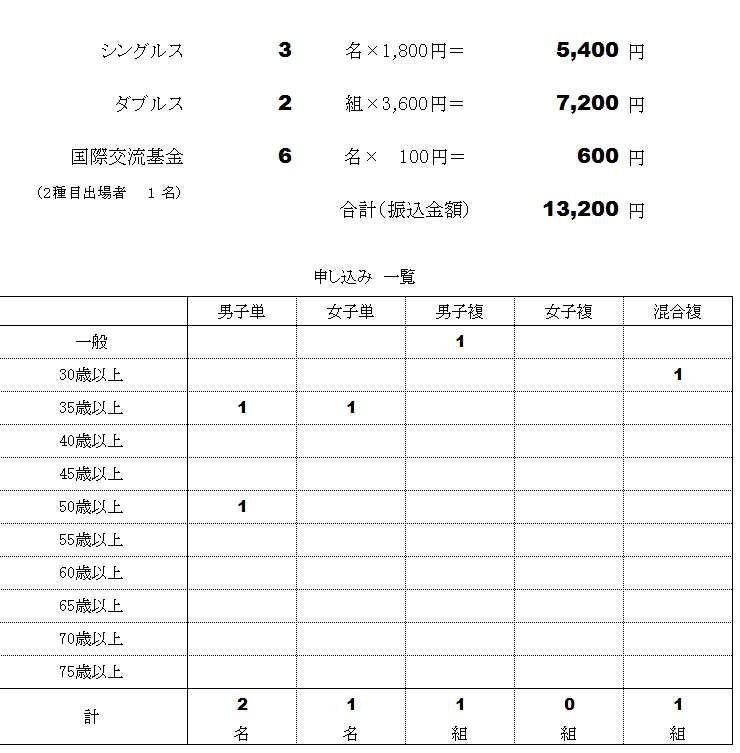 シングルス 3 名×1,800円＝ 5,400 円
ダブルス 2 組×3,600円＝ 7,200 円
国際交流基金 6 名× 100円＝ 600 円
（2種目出場者 1 名）
合計（振込金額） 13,200 円
申し込み 一覧
男子単 女子単 男子複 女子複 混合複
一般 1
30歳以上 1
35歳以上 1 1
40歳以上
45歳以上
50歳以上 1
55歳以上
60歳以上
65歳以上
70歳以上
75歳以上
計 2 1 1 0 1
名 名 組 組 組